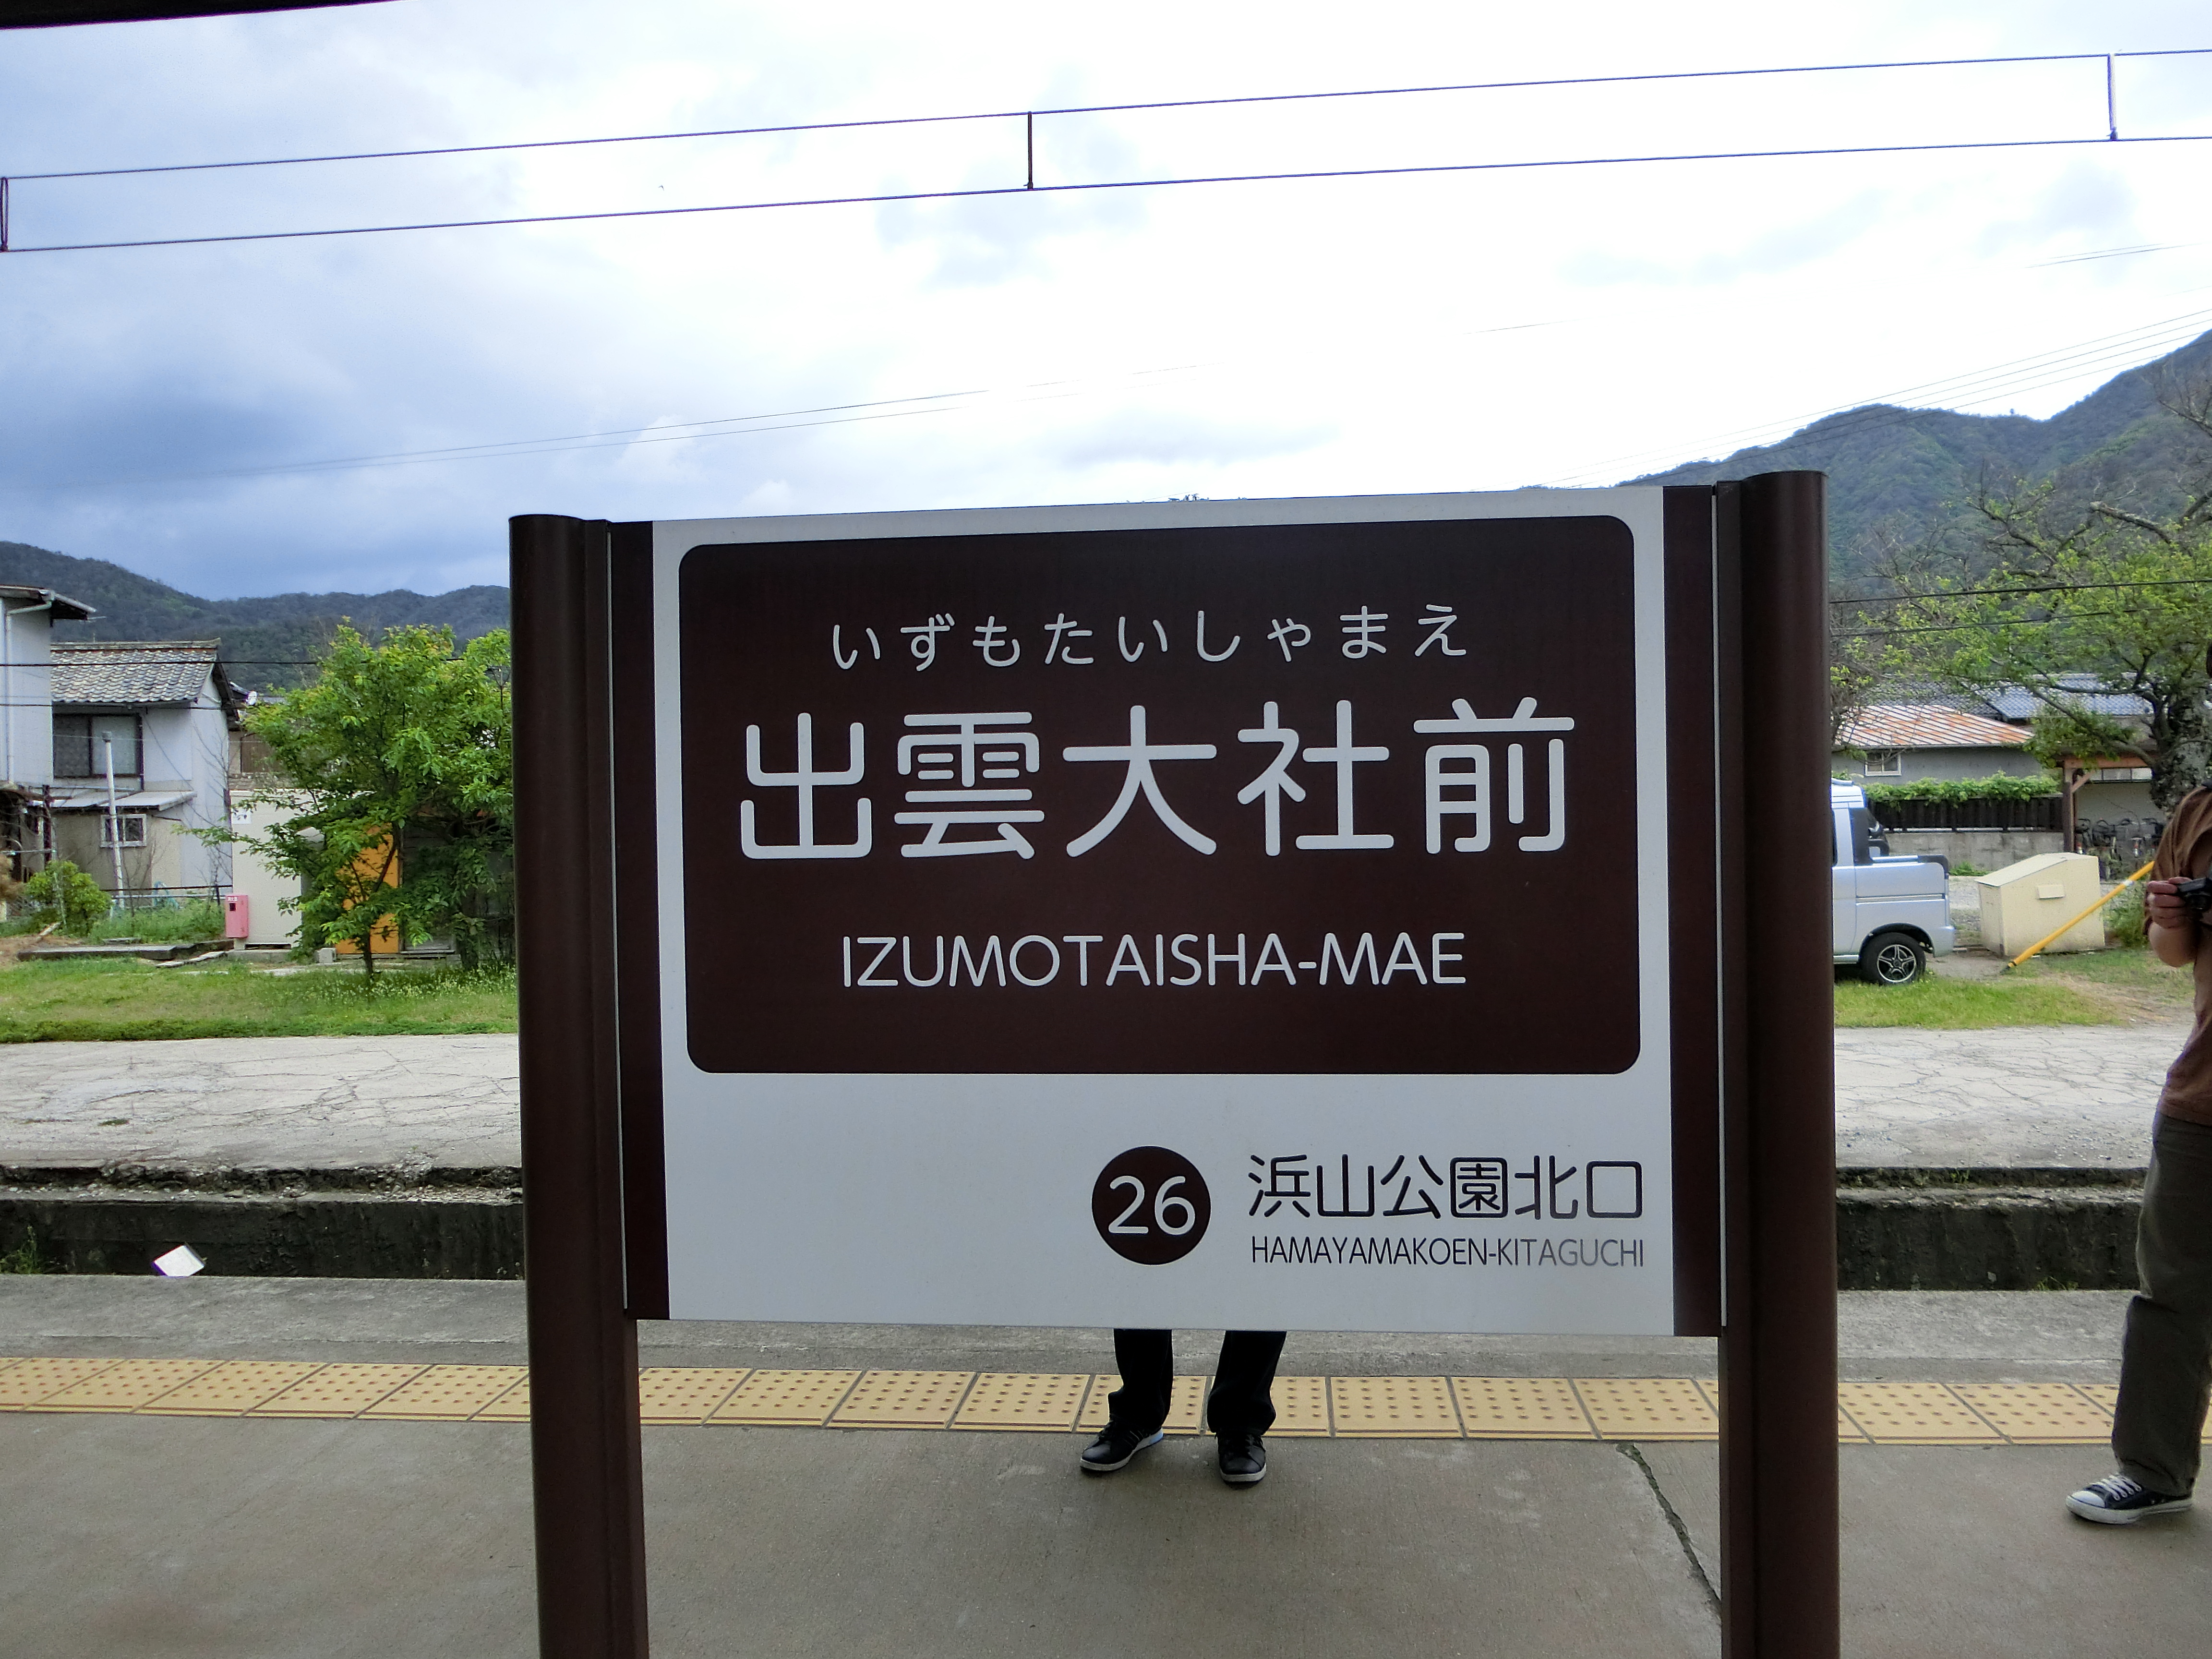 いずもたいしゃまえ
出雲大社前
IZUMOTAISHA-MAE
26 浜山公園北口
HAMAYAMAKOEN-KITAGUCHI